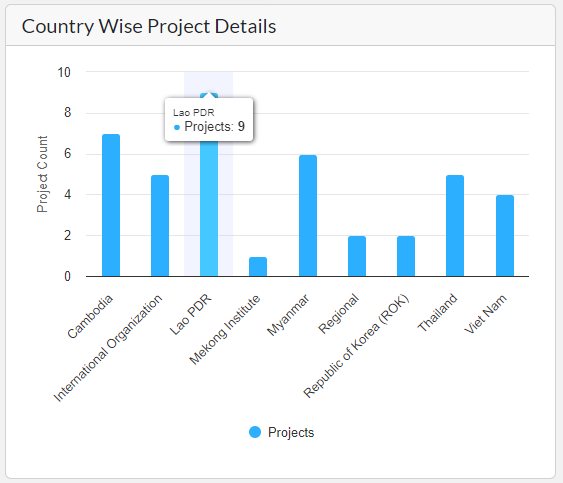 Country Wise Project Details
10
8
6
4
2
0
Project Count
Lao PDR
Projects: 9
Cambodia
International Organization
Lao PDR
Mekong Institute
Myanmar
Regional
Republic of Korea (ROK)
Thailand
Viet Nam
Projects